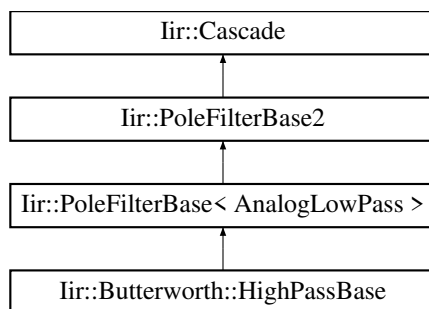 Iir::Cascade
Iir::PoleFilterBase2
Iir::PoleFilterBase< AnalogLowPass >
Iir::Butterworth::HighPassBase